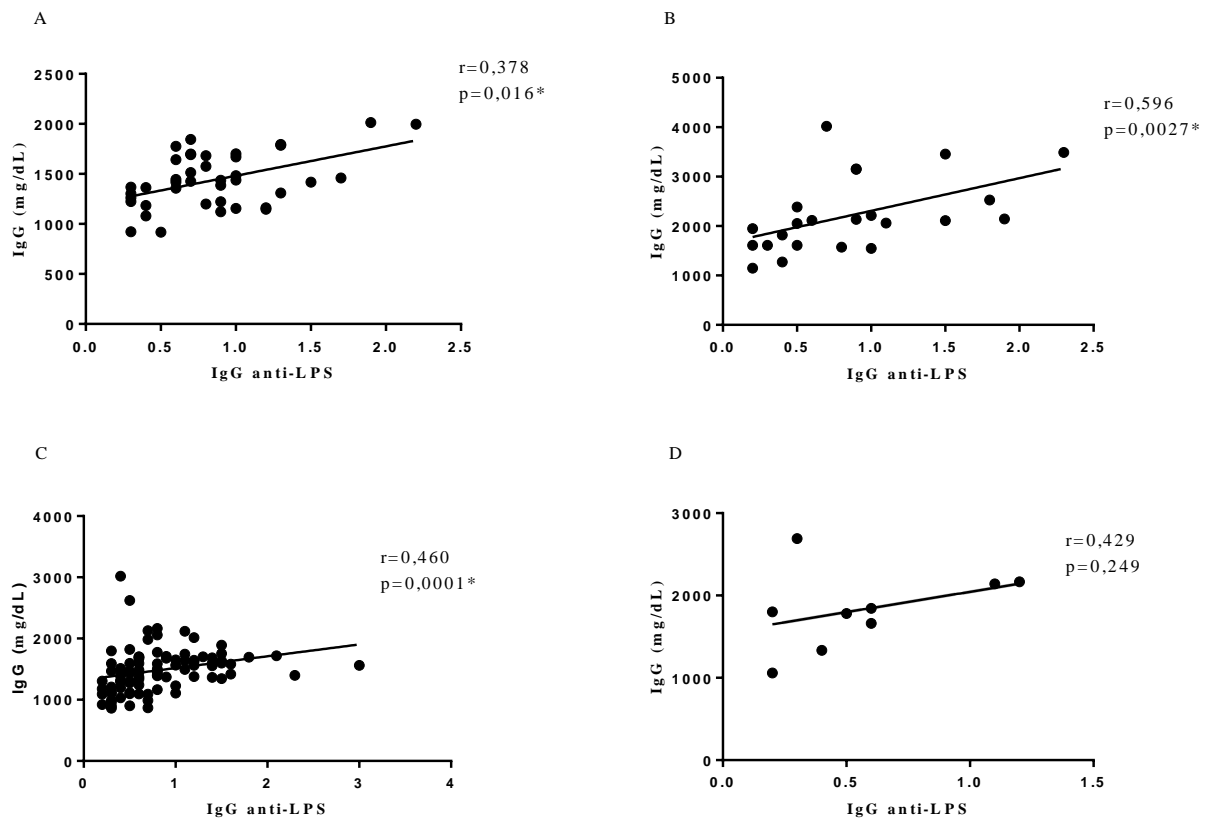 A
r=0,378
p=0,016*
2500
2000
1500
1000
500
0
IgG (mg/dL)
0.0 0.5 1.0 1.5 2.0 2.5
IgG anti-LPS
B
r=0,596
p=0,0027*
5000
4000
3000
2000
1000
0
IgG (mg/dL)
0.0 0.5 1.0 1.5 2.0 2.5
IgG anti-LPS
C
r=0,460
p=0,0001*
4000
3000
2000
1000
0
IgG (mg/dL)
0 1 2 3 4
IgG anti-LPS
D
r=0,429
p=0,249
3000
2000
1000
0
IgG (mg/dL)
0.0 0.5 1.0 1.5
IgG anti-LPS